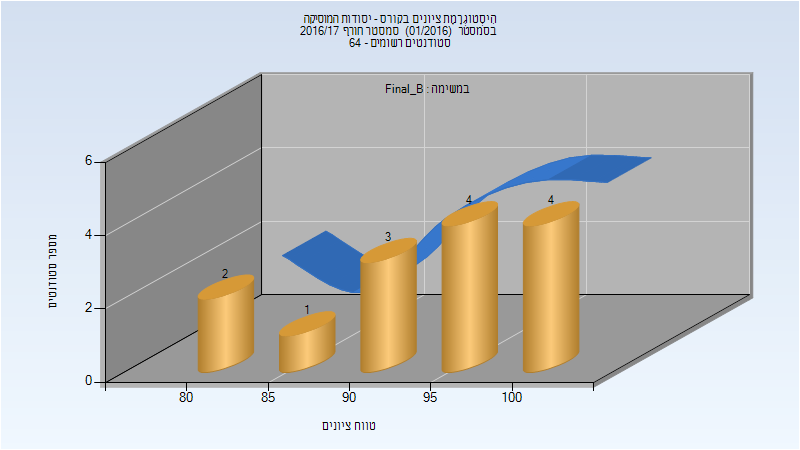 היסטוגרמת ציונים בקורס - יסודות המוסיקה
בסמסטר (01/2016) סמסטר חורף 2016/17
סטודנטים רשומים - 64
במשימה : Final_B
מספר סטודנטים
6
4
2
0
2
1
3
4
4
80
85
90
95
100
טווח ציונים